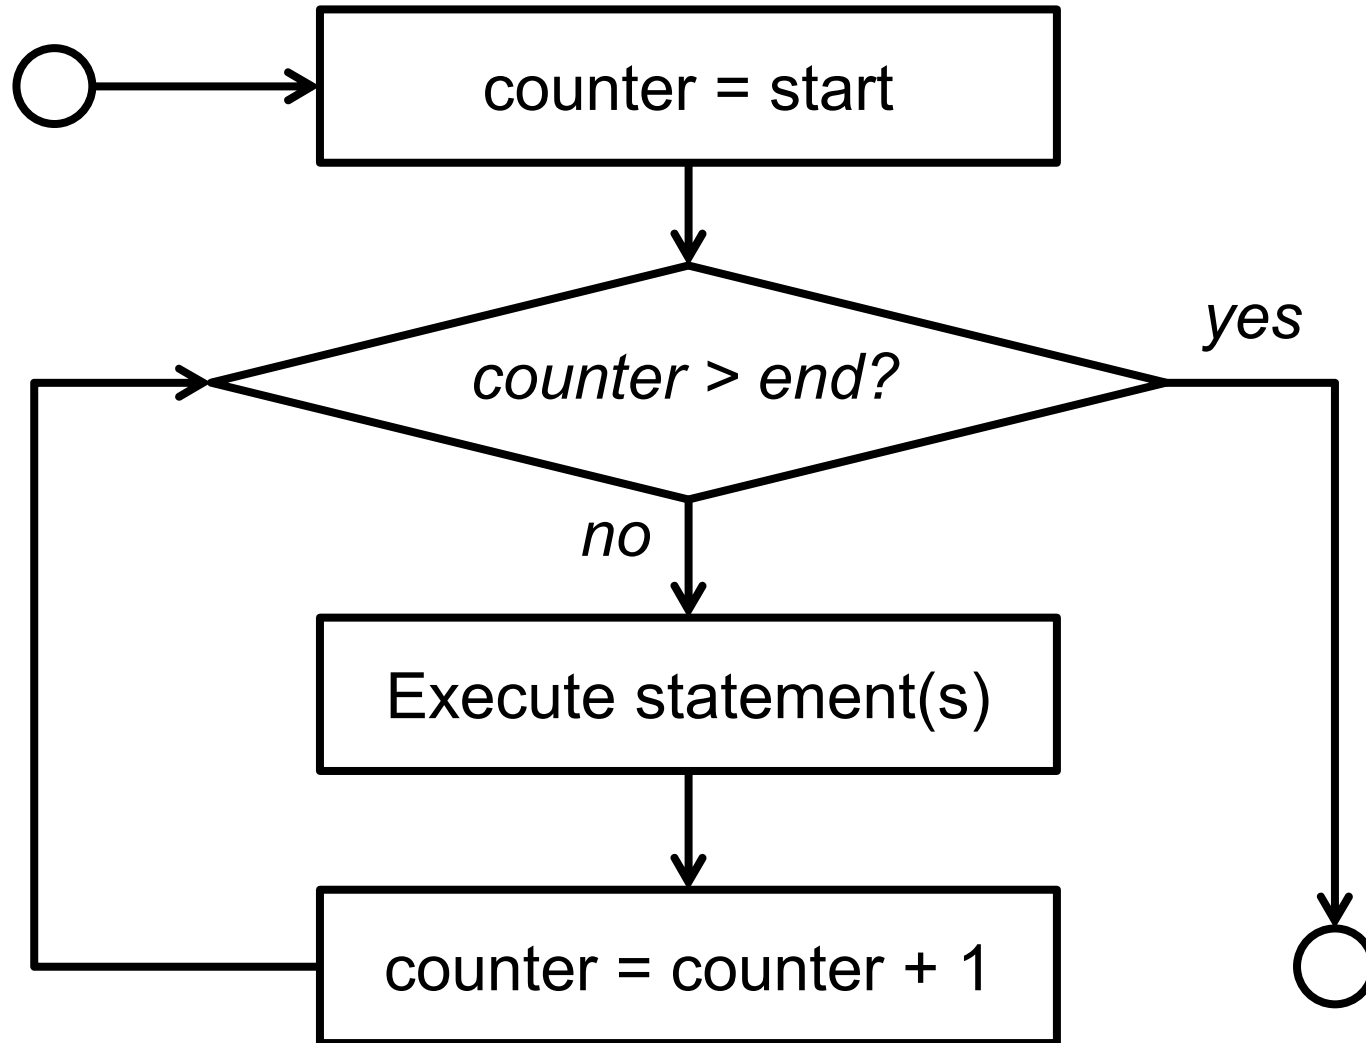 counter = start
counter > end?
yes
no
Execute statement(s)
counter = counter + 1